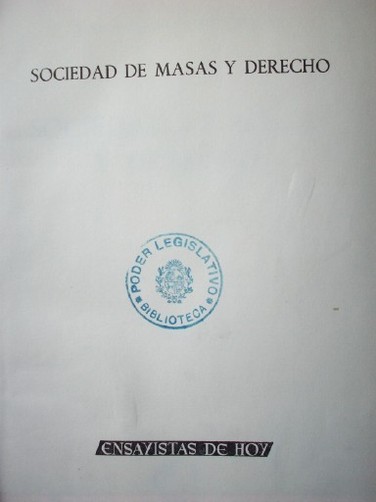 SOCIEDAD DE MASAS Y DERECHO
PODER LEGISLATIVO
BIBLIOTECA
ENSAYISTAS DE HOY